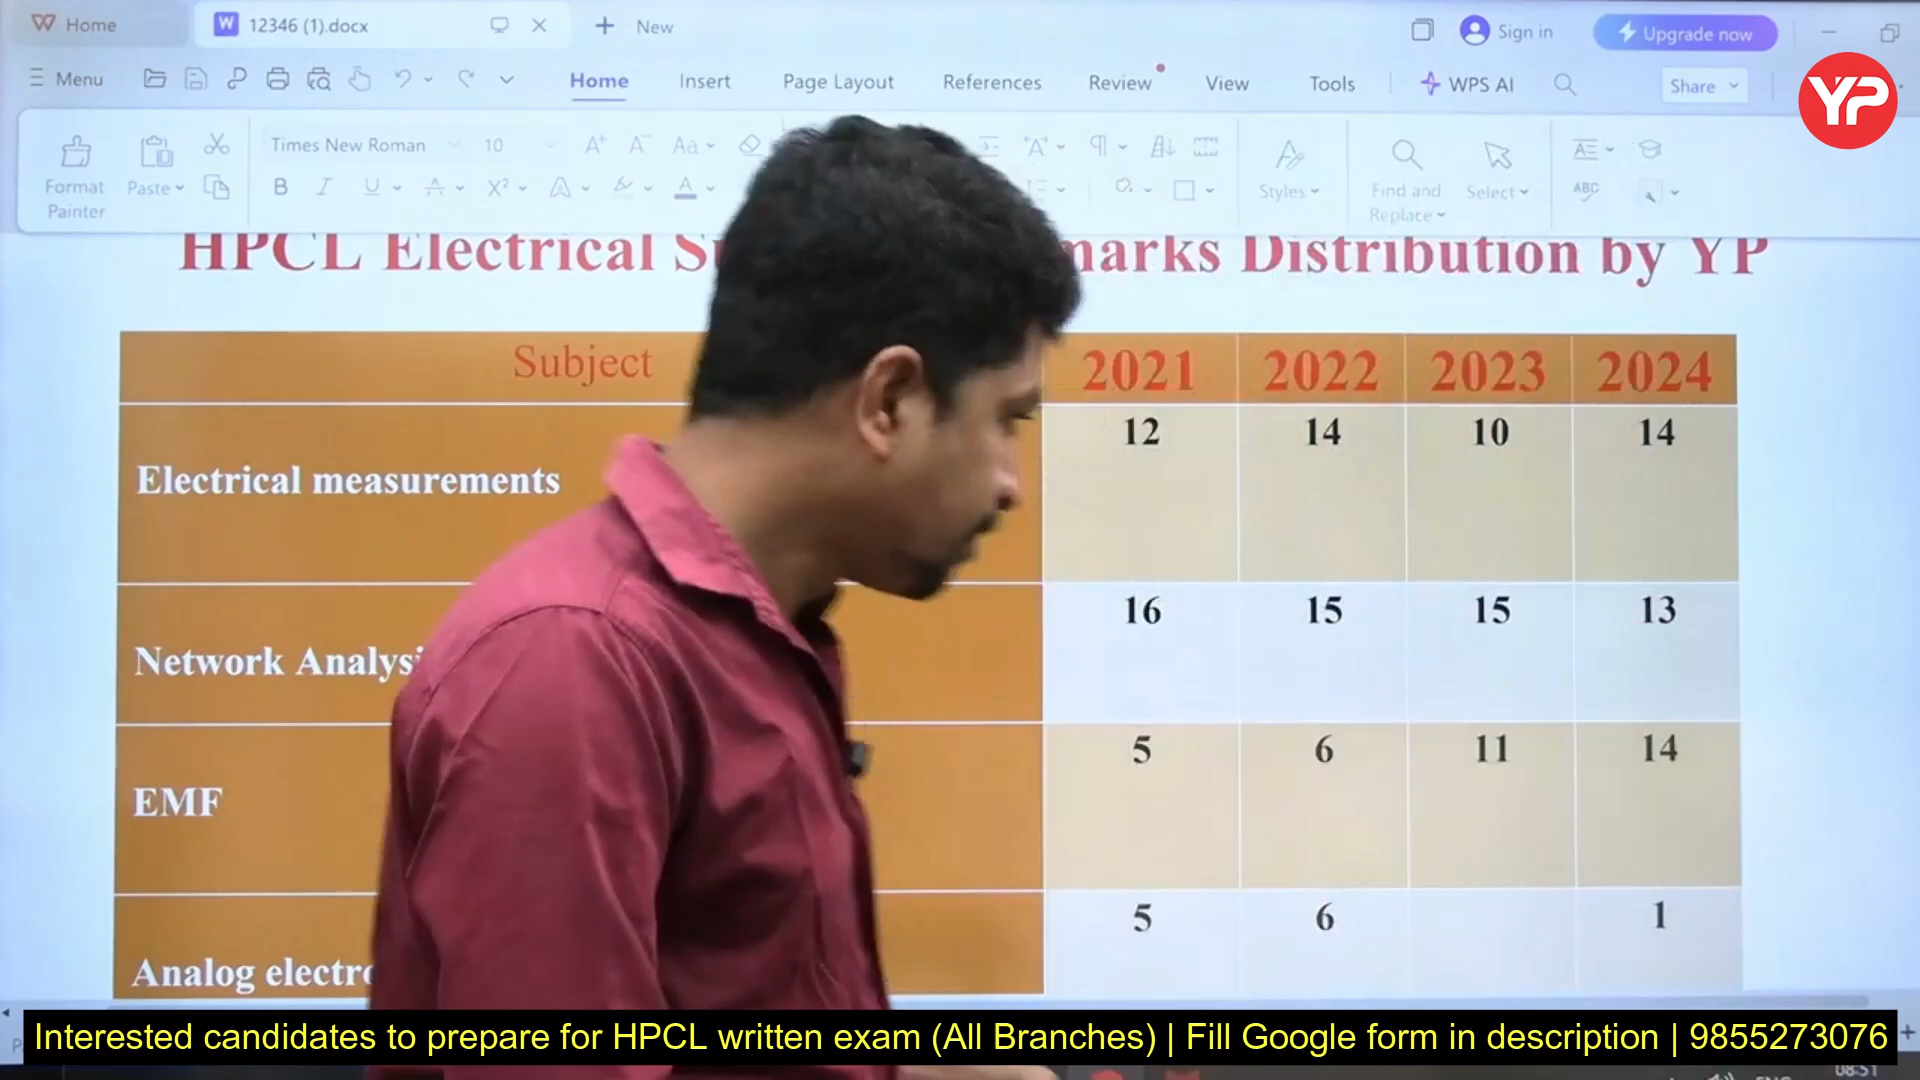 Home
12346 (1).docx
New
Sign in
Upgrade now
Menu
Home
Insert
Page Layout
References
Review
View
Tools
WPS AI
Share
YP
Format
Painter
Paste
Times New Roman
10
Styles
Find and
Replace
Select
HPCL Electrical
Distribution by YP
Subject 2021 2022 2023 2024
Electrical measurements 12 14 10 14
Network 16 15 15 13
EMF 5 6 11 14
Analog 5 6 1
Interested candidates to prepare for HPCL written exam (All Branches) | Fill Google form in description | 9855273076
08:51